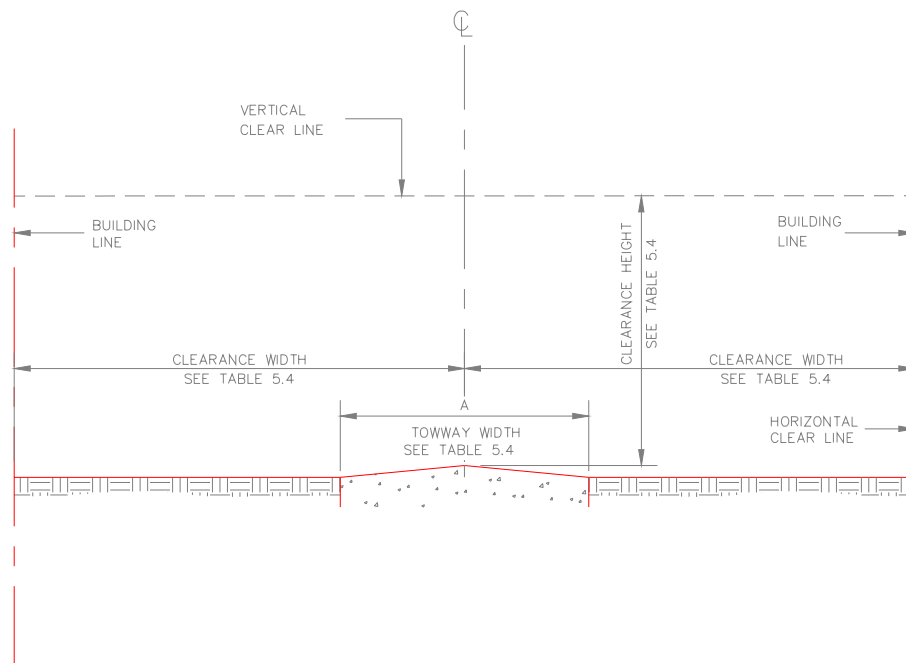 ℄
VERTICAL
CLEAR LINE
BUILDING
LINE
BUILDING
LINE
CLEARANCE HEIGHT
SEE TABLE 5.4
CLEARANCE WIDTH
SEE TABLE 5.4
CLEARANCE WIDTH
SEE TABLE 5.4
A
TOWWAY WIDTH
SEE TABLE 5.4
HORIZONTAL
CLEAR LINE